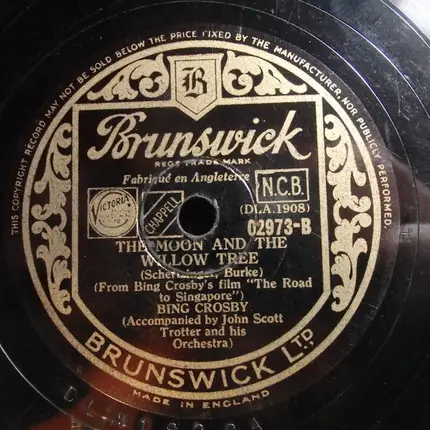 THIS COPYRIGHT RECORD MAY NOT BE SOLD BELOW THE PRICE FIXED BY THE MANUFACTURER, NOR PUBLICLY PERFORMED.
B
Brunswick
REGD TRADE MARK
Fabriqué en Angleterre
N.C.B.
VICTORIA
CHAPPELL
(DLA.1908)
02973-B
THE MOON AND THE
WILLOW TREE
(Schertzinger, Burke)
(From Bing Crosby's film "The Road
to Singapore")
BING CROSBY
(Accompanied by John Scott
Trotter and his
Orchestra)
BRUNSWICK LTD
MADE IN ENGLAND